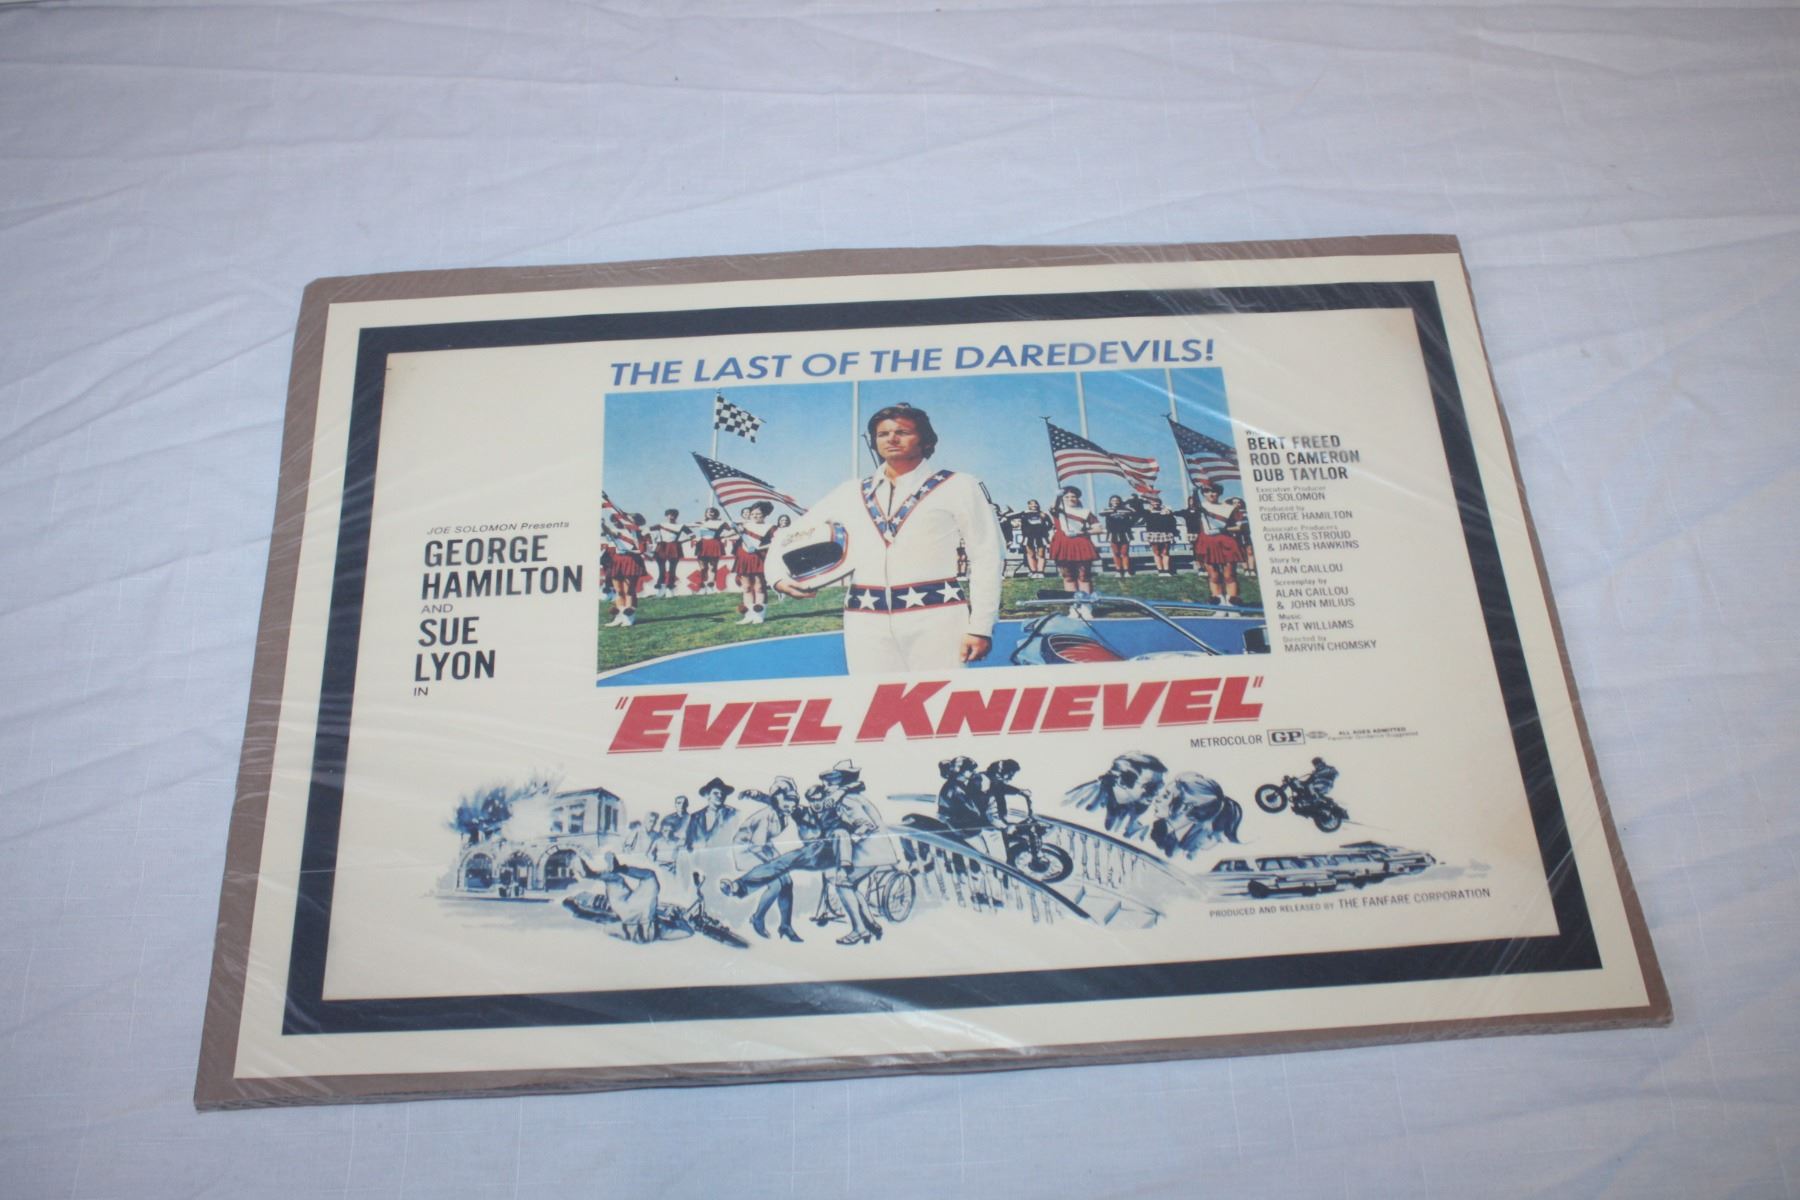 THE LAST OF THE DAREDEVILS!
JOE SOLOMON Presents
GEORGE
HAMILTON
AND
SUE
LYON
IN
BERT FREED
ROD CAMERON
DUB TAYLOR
Executive Producer
JOE SOLOMON
Produced by
GEORGE HAMILTON
Associate Producers
CHARLES STROUD
& JAMES HAWKINS
Story by
ALAN CAILLOU
Screenplay by
ALAN CAILLOU
& JOHN MILIUS
Music
PAT WILLIAMS
Directed by
MARVIN CHOMSKY
"EVEL KNIEVEL"
METROCOLOR GP ALL AGES ADMITTED
Parental Guidance Suggested
PRODUCED AND RELEASED BY THE FANFARE CORPORATION